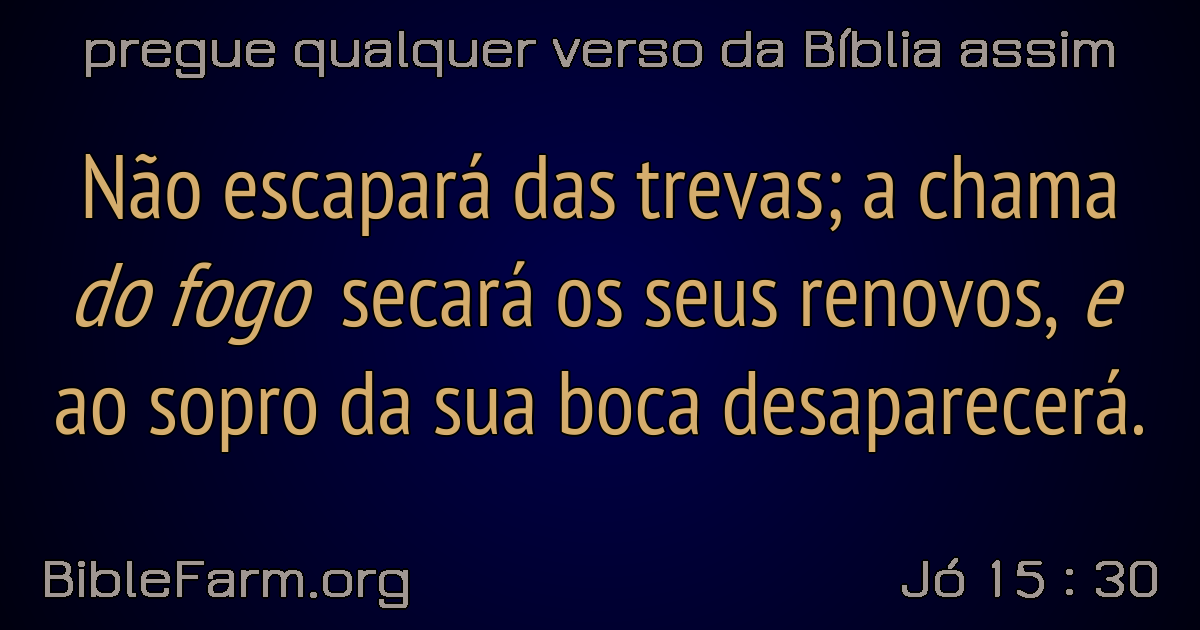 pregue qualquer verso da Bíblia assim
Não escapará das trevas; a chama
do fogo secará os seus renovos, e
ao sopro da sua boca desaparecerá.
BibleFarm.org
Jó 15 : 30